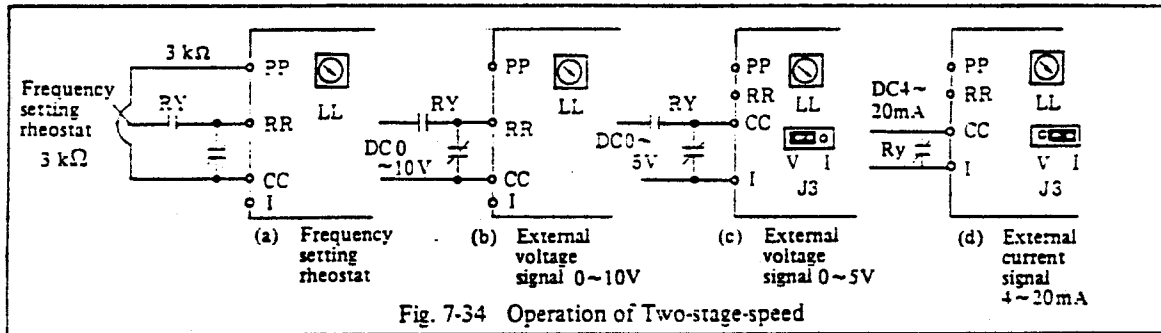 3 kΩ
Frequency
setting
rheostat
3 kΩ
RY
PP
LL
RR
CC
I
(a) Frequency
setting
rheostat
PP
LL
RY
RR
DC0
~10V
CC
I
(b) External
voltage
signal 0~10V
PP
RR
LL
RY
CC
DC0~
5V
V I
I
J3
(c) External
voltage
signal 0~5V
PP
RR
LL
DC4~
20mA
CC
Ry
V I
I
J3
(d) External
current
signal
4~20mA
Fig. 7-34 Operation of Two-stage-speed